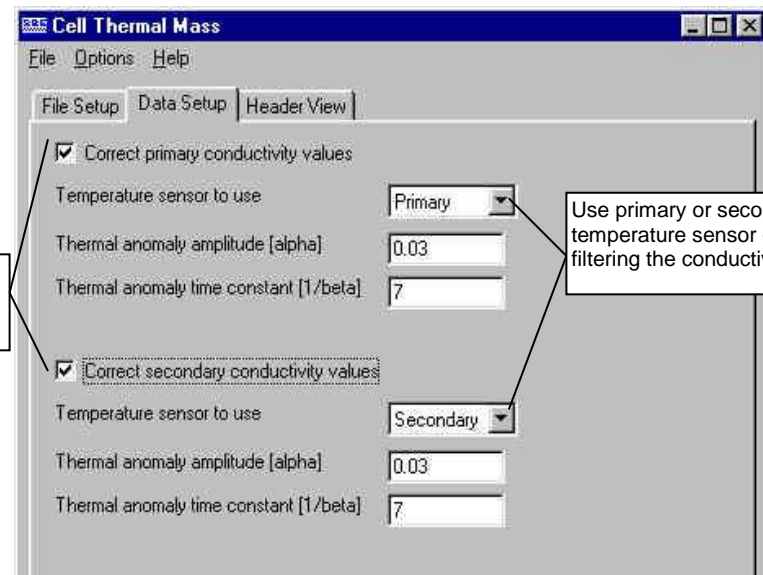 Cell Thermal Mass
File Options Help
File Setup Data Setup Header View
Correct primary conductivity values
Temperature sensor to use Primary
Thermal anomaly amplitude [alpha] 0.03
Thermal anomaly time constant [1/beta] 7
Use primary or
temperature sensor
filtering the
Correct secondary conductivity values
Temperature sensor to use Secondary
Thermal anomaly amplitude [alpha] 0.03
Thermal anomaly time constant [1/beta] 7